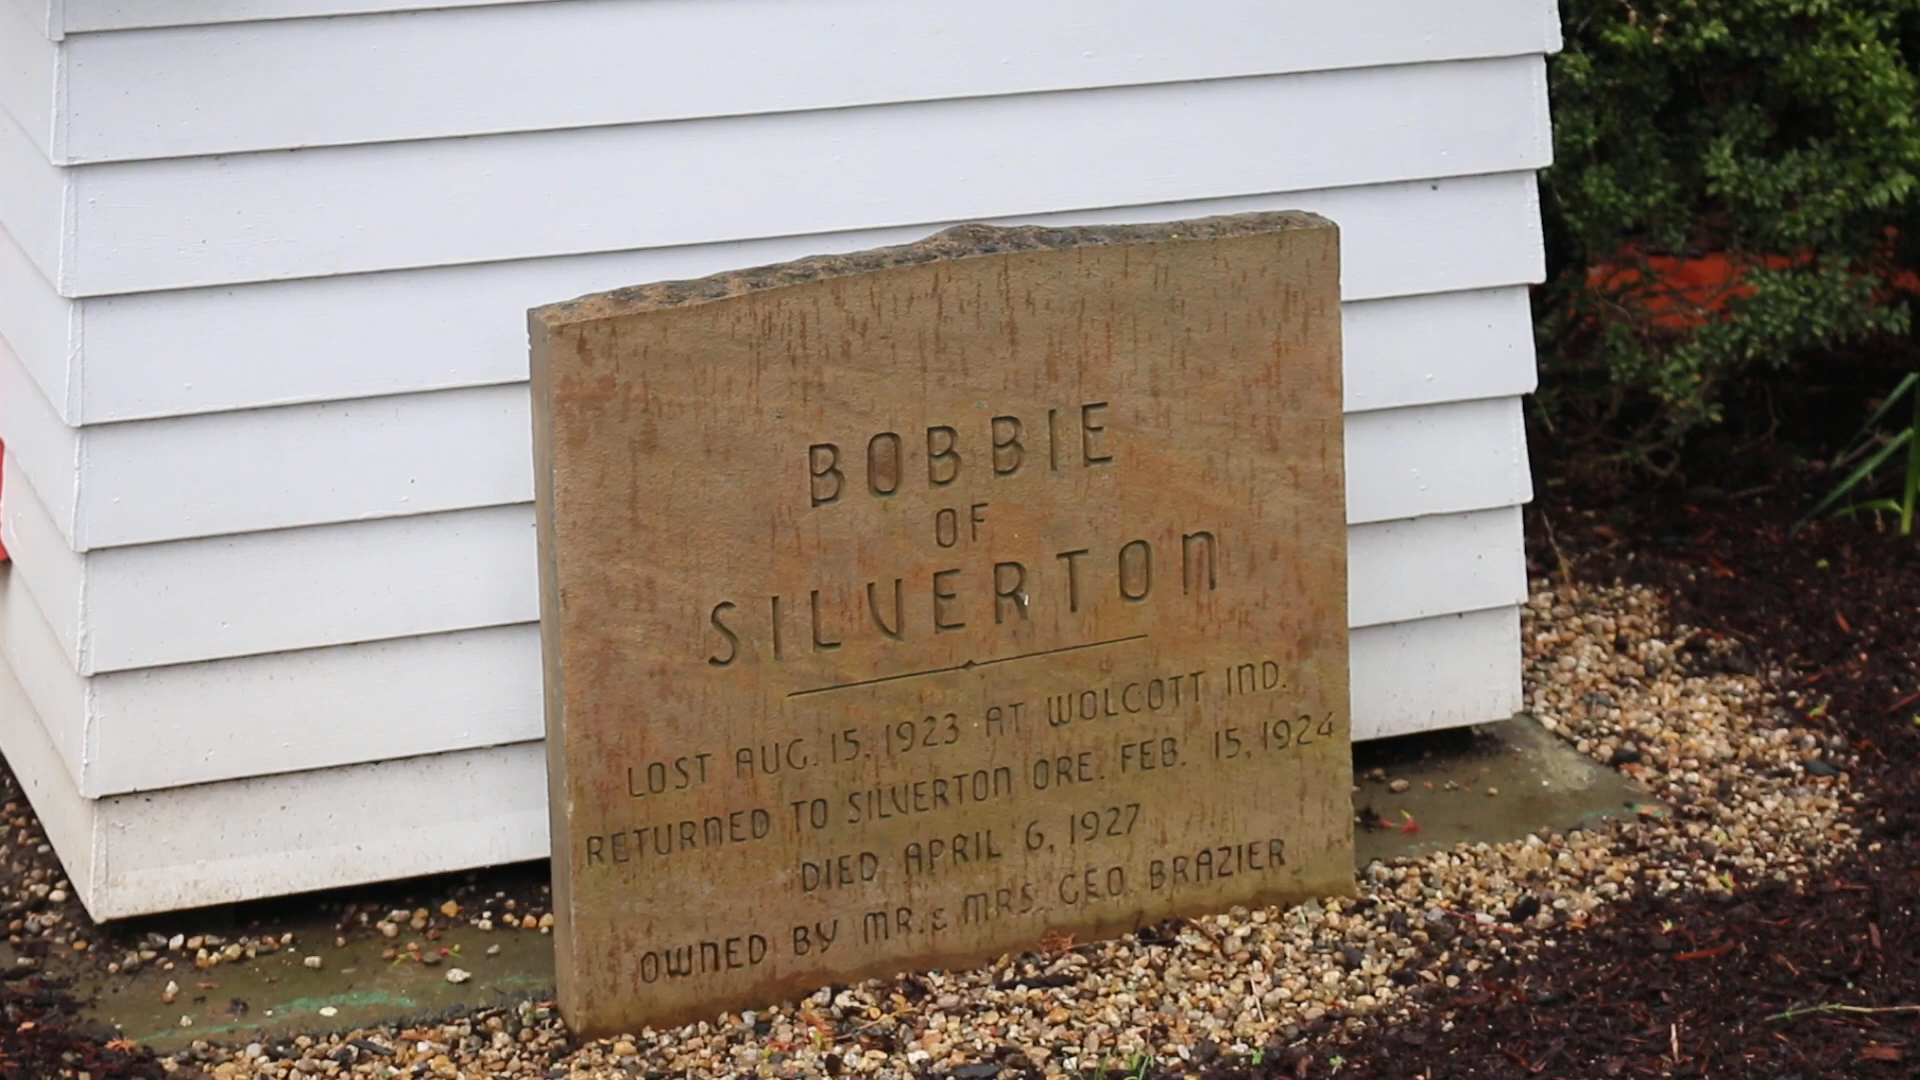 BOBBIE
OF
SILVERTON
LOST AUG. 15, 1923 AT WOLCOTT IND.
RETURNED TO SILVERTON ORE. FEB. 15, 1924
DIED APRIL 6, 1927
OWNED BY MR. & MRS. GEO. BRAZIER